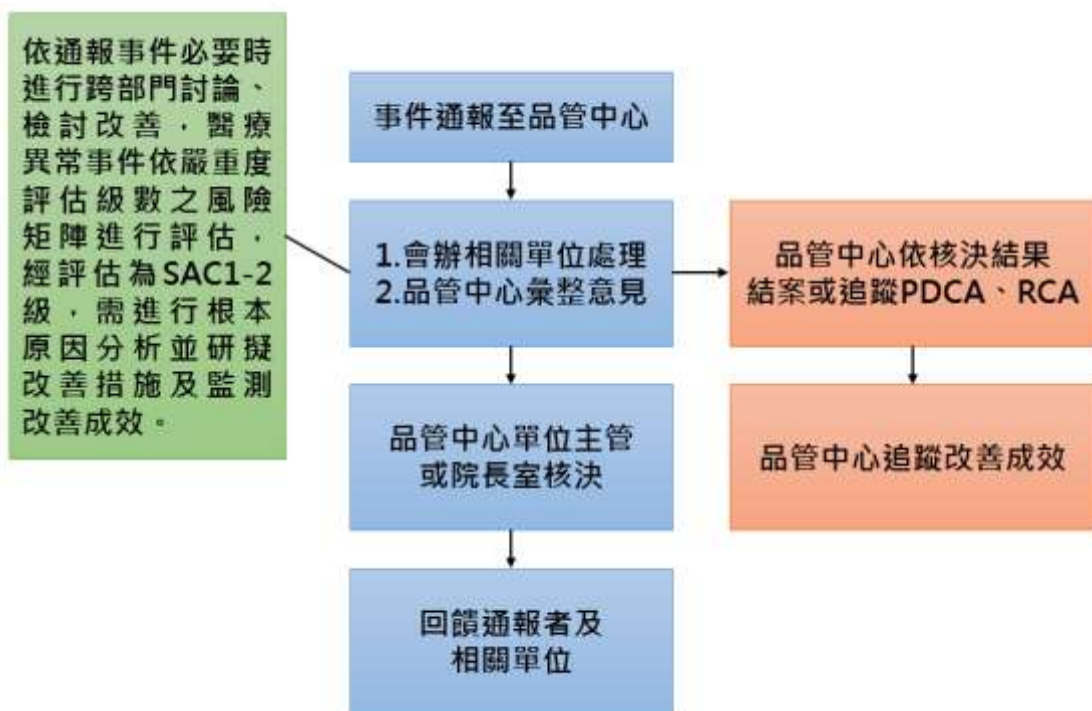 依通報事件必要時
進行跨部門討論、
檢討改善，醫療
異常事件依嚴重度
評估級數之風險
矩陣進行評估，
經評估為SAC1-2
級，需進行根本
原因分析並研擬
改善措施及監測
改善成效。
事件通報至品管中心
1.會辦相關單位處理
2.品管中心彙整意見
品管中心單位主管
或院長室核決
回饋通報者及
相關單位
品管中心依核決結果
結案或追蹤PDCA、RCA
品管中心追蹤改善成效